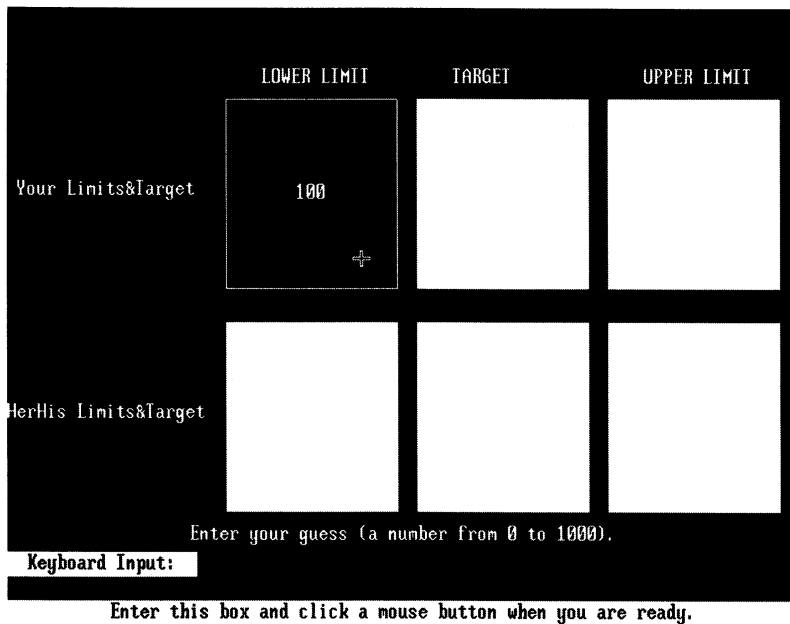 LOWER LIMIT TARGET UPPER LIMIT
Your Limits&Target 100
HerHis Limits&Target
Enter your guess (a number from 0 to 1000).
Keyboard Input:
Enter this box and click a mouse button when you are ready.